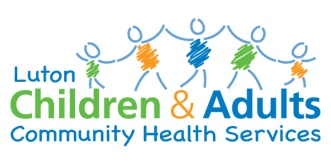 Luton
Children & Adults
Community Health Services